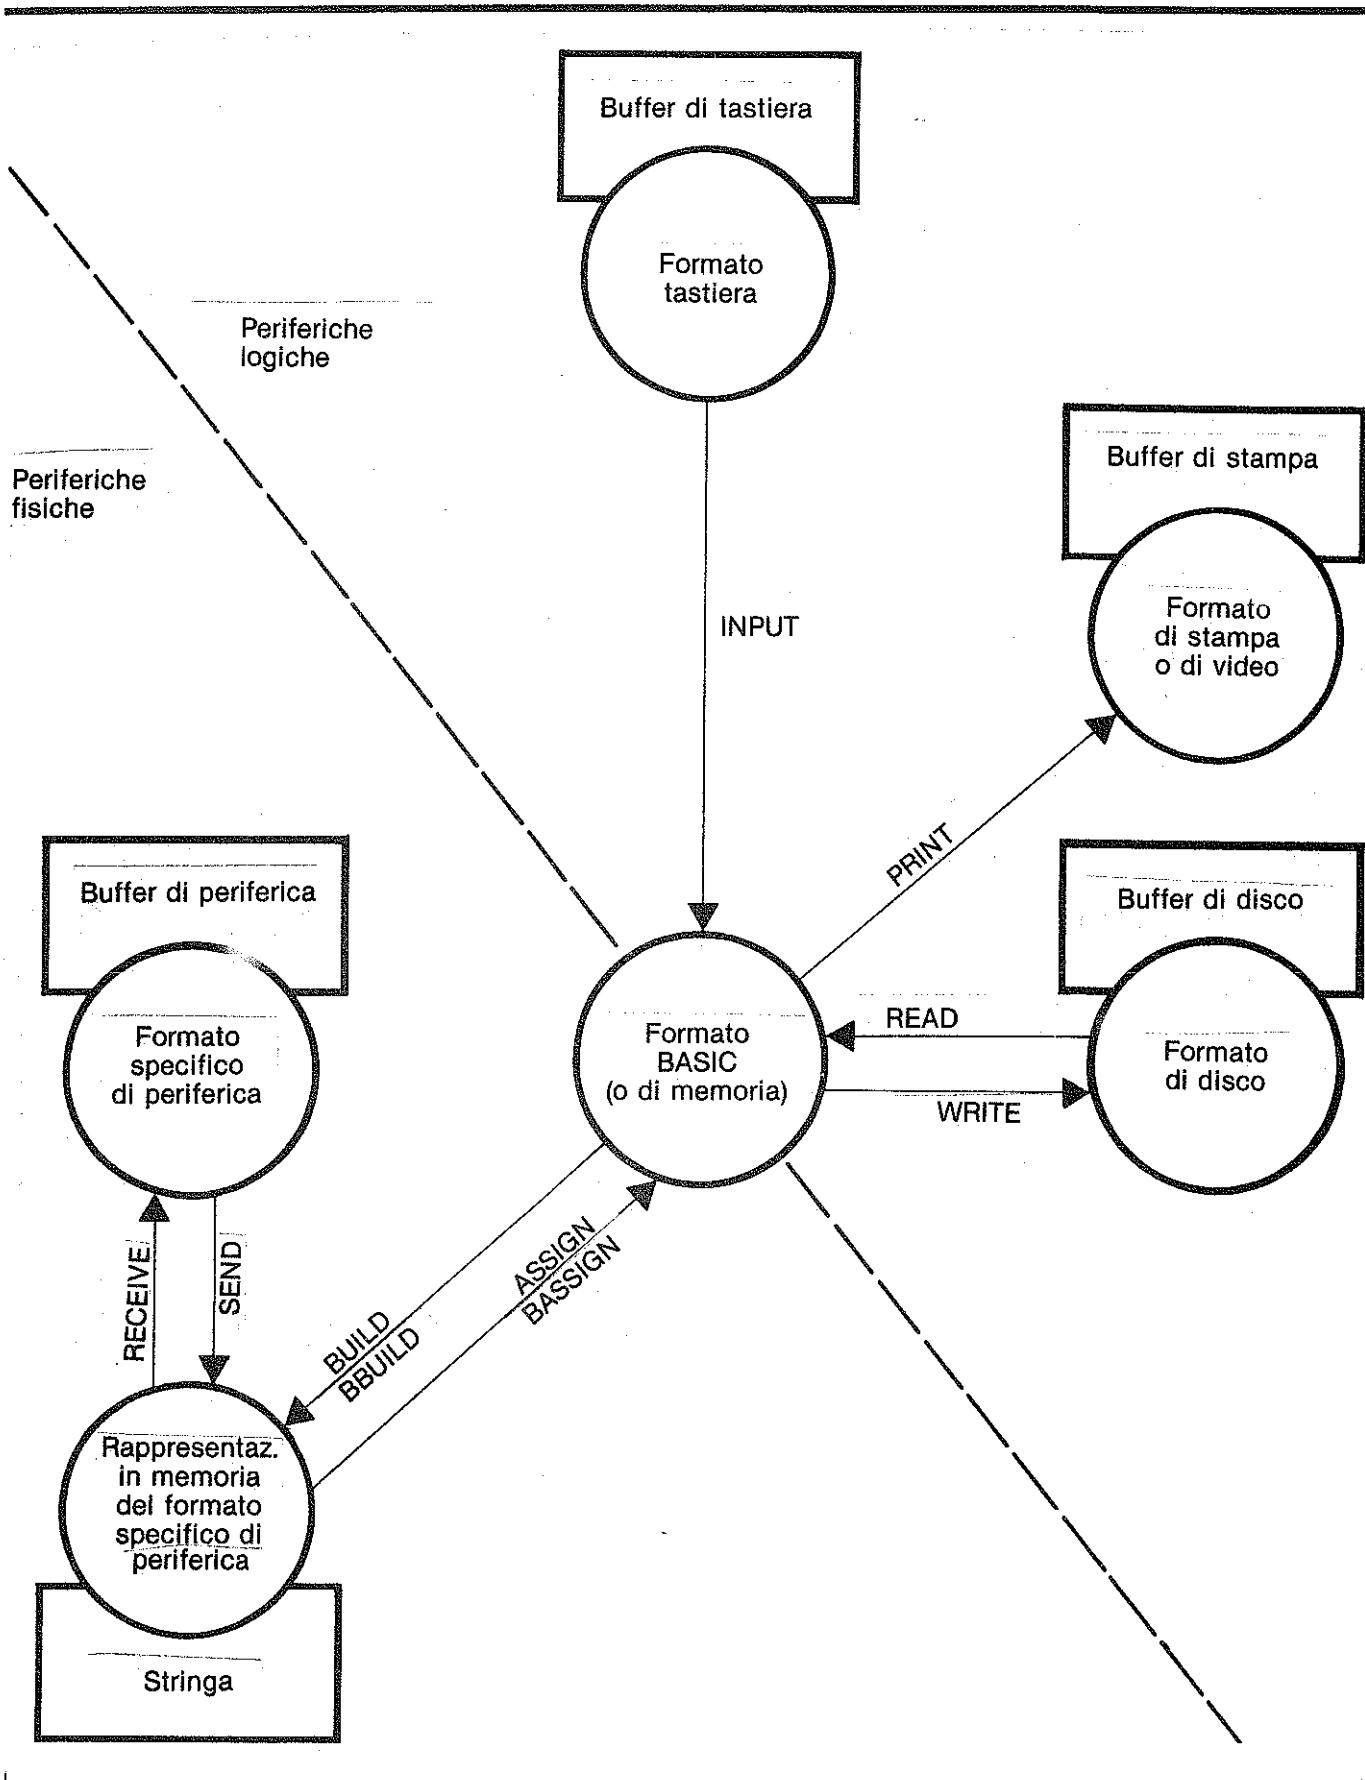 Buffer di tastiera
Formato
tastiera
Periferiche
logiche
Periferiche
fisiche
Buffer di stampa
Formato
di stampa
o di video
INPUT
PRINT
Buffer di periferica
Formato
specifico
di periferica
Buffer di disco
Formato
di disco
READ
WRITE
Formato
BASIC
(o di memoria)
RECEIVE
SEND
BUILD
BBUILD
ASSIGN
BASSIGN
Rappresentaz.
in memoria
del formato
specifico di
periferica
Stringa